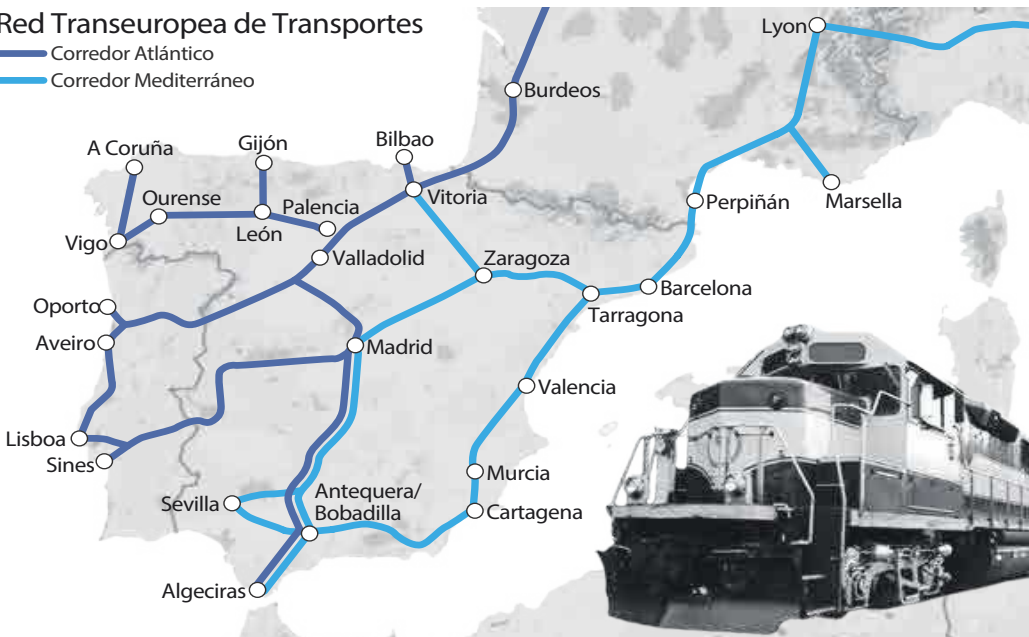 Red Transeuropea de Transportes
Corredor Atlántico
Corredor Mediterráneo
Lyon
Burdeos
A Coruña
Gijón
Bilbao
Ourense
Palencia
Vitoria
Perpiñán
Marsella
Vigo
León
Valladolid
Zaragoza
Barcelona
Oporto
Tarragona
Aveiro
Madrid
Valencia
Lisboa
Sines
Murcia
Sevilla
Antequera/
Bobadilla
Cartagena
Algeciras